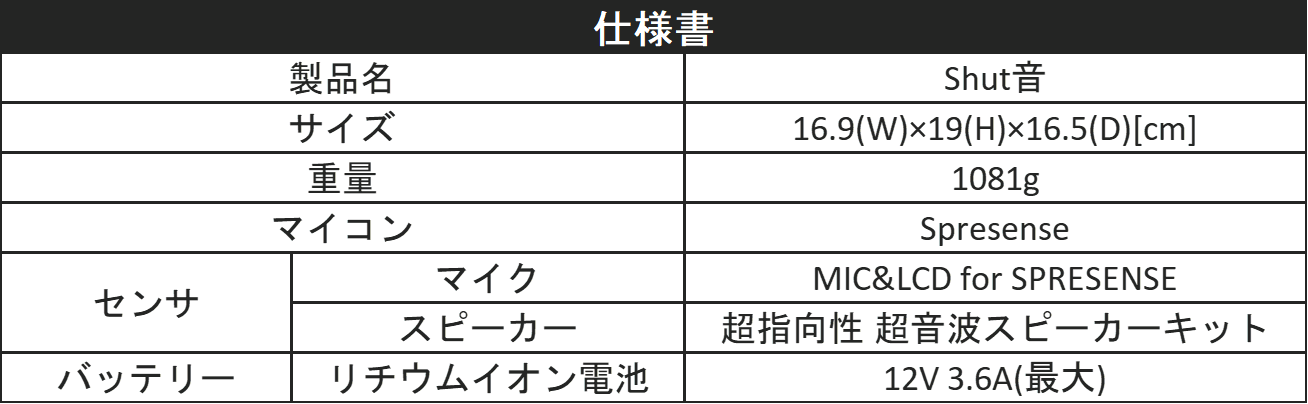 仕様書
製品名 Shut音
サイズ 16.9(W)×19(H)×16.5(D)[cm]
重量 1081g
マイコン Spresense
センサ マイク MIC&LCD for SPRESENSE
スピーカー 超指向性 超音波スピーカーキット
バッテリー リチウムイオン電池 12V 3.6A(最大)